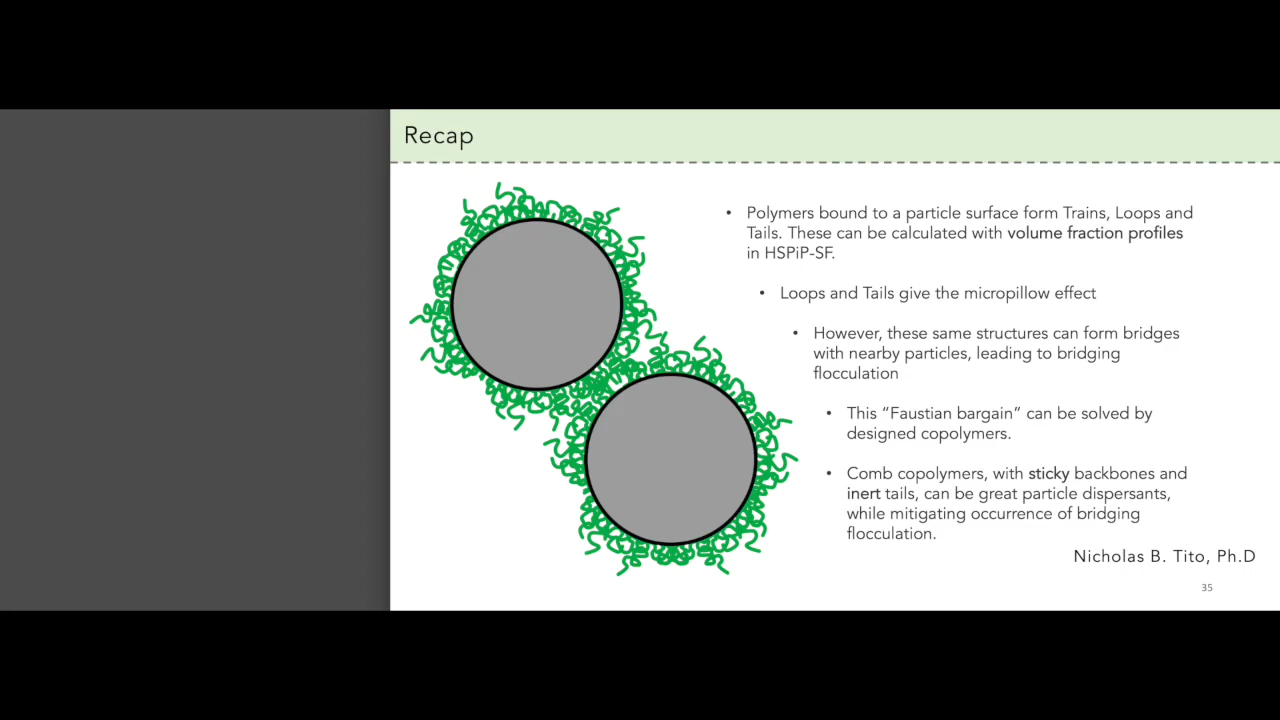 Recap
• Polymers bound to a particle surface form Trains, Loops and
Tails. These can be calculated with volume fraction profiles
in HSPiP-SF.
• Loops and Tails give the micropillow effect
• However, these same structures can form bridges
with nearby particles, leading to bridging
flocculation
• This “Faustian bargain” can be solved by
designed copolymers.
• Comb copolymers, with sticky backbones and
inert tails, can be great particle dispersants,
while mitigating occurrence of bridging
flocculation.
Nicholas B. Tito, Ph.D
35